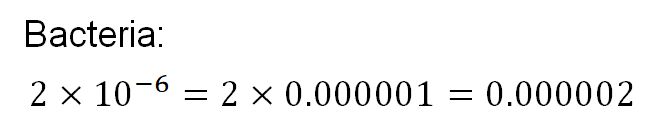 Bacteria:
2 × 10⁻⁶ = 2 × 0.000001 = 0.000002